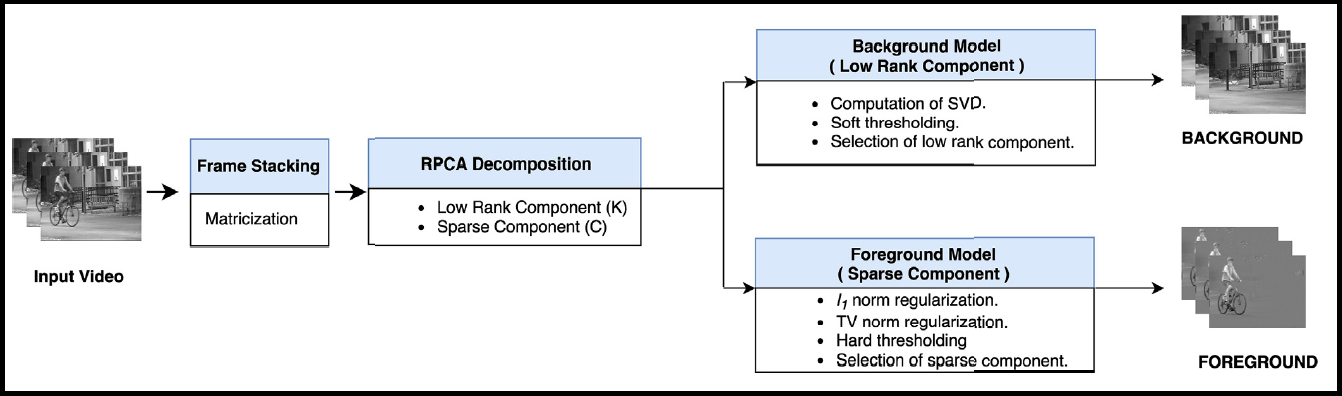 Input Video
Frame Stacking
Matricization
RPCA Decomposition
• Low Rank Component (K)
• Sparse Component (C)
Background Model
( Low Rank Component )
• Computation of SVD.
• Soft thresholding.
• Selection of low rank component.
BACKGROUND
Foreground Model
( Sparse Component )
• l1 norm regularization.
• TV norm regularization.
• Hard thresholding
• Selection of sparse component.
FOREGROUND